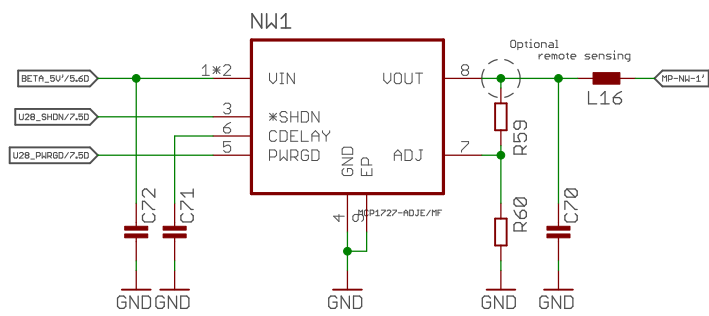 NW1
Optional
remote sensing
BETA_5V'/5.6D
1*2
VIN
VOUT
8
MP-NW-1'
L16
U28_SHDN/7.5D
3
*SHDN
6
CDELAY
R59
U28_PWRGD/7.5D
5
PWRGD
GND
EP
ADJ
7
C72
C71
4
9
MCP1727-ADJE/MF
R60
C70
GND
GND
GND
GND
GND